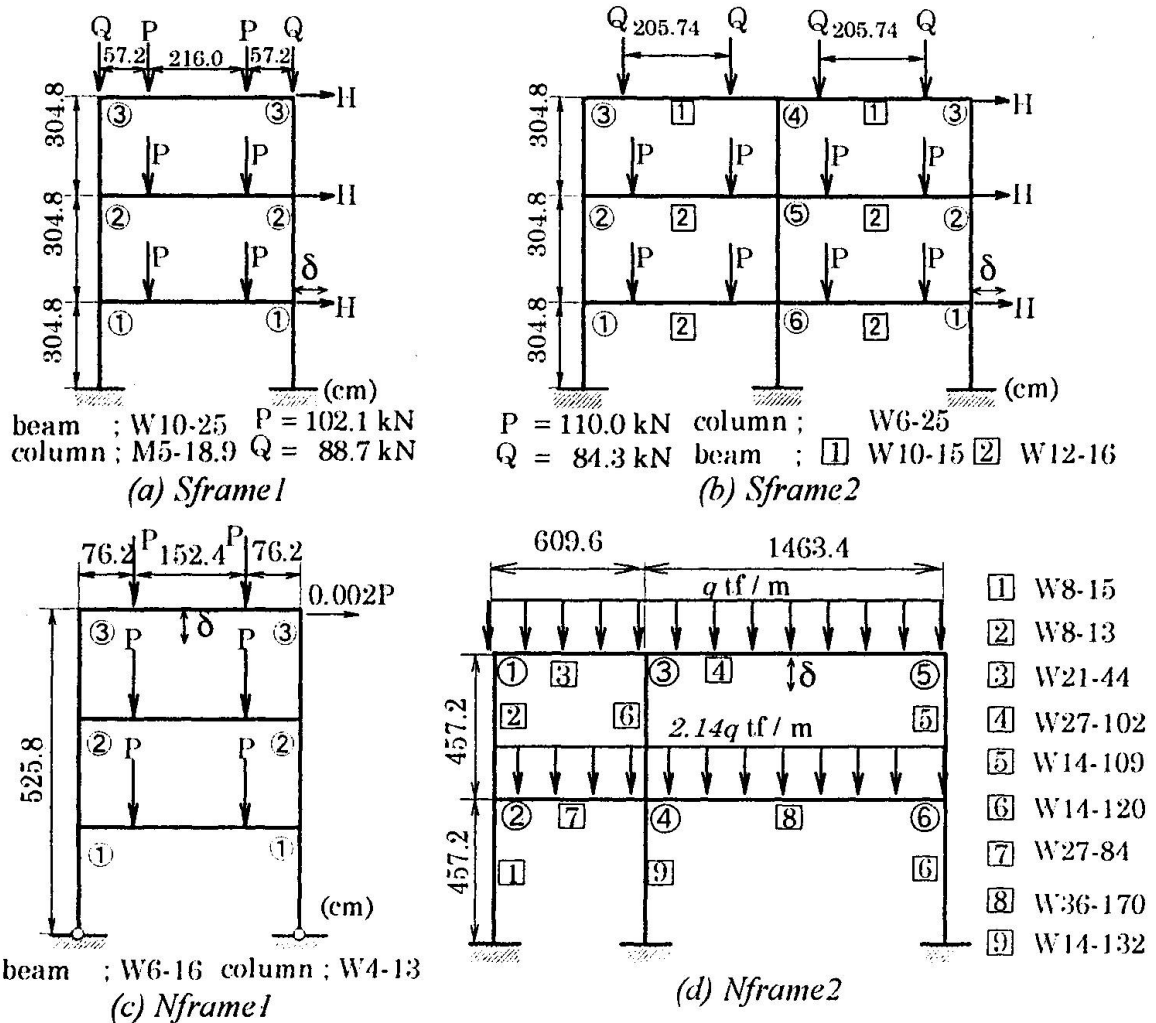 Q P P Q
57.2 216.0 57.2
H
③ ③
304.8
P P
H
② ②
304.8
P P
δ
H
① ①
304.8
(cm)
beam ; W10-25 P = 102.1 kN
column ; M5-18.9 Q = 88.7 kN
(a) Sframe1
Q 205.74 Q Q 205.74 Q
H
③ 1 ④ 1 ③
304.8
P P P P
H
② 2 ⑤ 2 ②
304.8
P P P P
δ
H
① 2 ⑥ 2 ①
304.8
(cm)
P = 110.0 kN column ; W6-25
Q = 84.3 kN beam ; 1 W10-15 2 W12-16
(b) Sframe2
P P
76.2 152.4 76.2
0.002P
δ
③ ③
P P
② ②
P P
① ①
525.8
(cm)
beam ; W6-16 column ; W4-13
(c) Nframe1
609.6 1463.4
q tf / m
① 3 ③ 4 δ ⑤
2 6 5
457.2
2.14q tf / m
② 7 ④ 8 ⑥
1 9 6
457.2
1 W8-15
2 W8-13
3 W21-44
4 W27-102
5 W14-109
6 W14-120
7 W27-84
8 W36-170
9 W14-132
(d) Nframe2